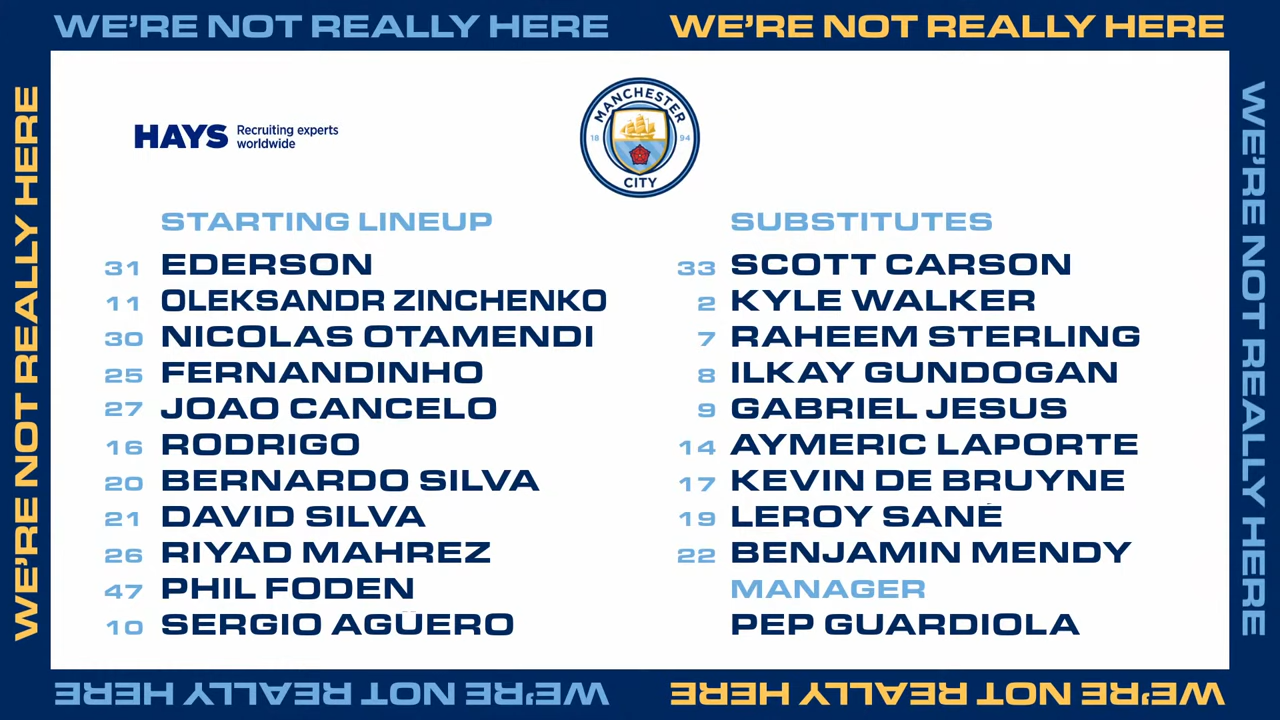 WE'RE NOT REALLY HERE WE'RE NOT REALLY HERE
WE'RE NOT REALLY HERE
WE'RE NOT REALLY HERE
HAYS Recruiting experts
worldwide
MANCHESTER
18 94
CITY
STARTING LINEUP
31 EDERSON
11 OLEKSANDR ZINCHENKO
30 NICOLAS OTAMENDI
25 FERNANDINHO
27 JOAO CANCELO
16 RODRIGO
20 BERNARDO SILVA
21 DAVID SILVA
26 RIYAD MAHREZ
47 PHIL FODEN
10 SERGIO AGÜERO
SUBSTITUTES
33 SCOTT CARSON
2 KYLE WALKER
7 RAHEEM STERLING
8 ILKAY GUNDOGAN
9 GABRIEL JESUS
14 AYMERIC LAPORTE
17 KEVIN DE BRUYNE
19 LEROY SANÉ
22 BENJAMIN MENDY
MANAGER
PEP GUARDIOLA
WE'RE NOT REALLY HERE WE'RE NOT REALLY HERE